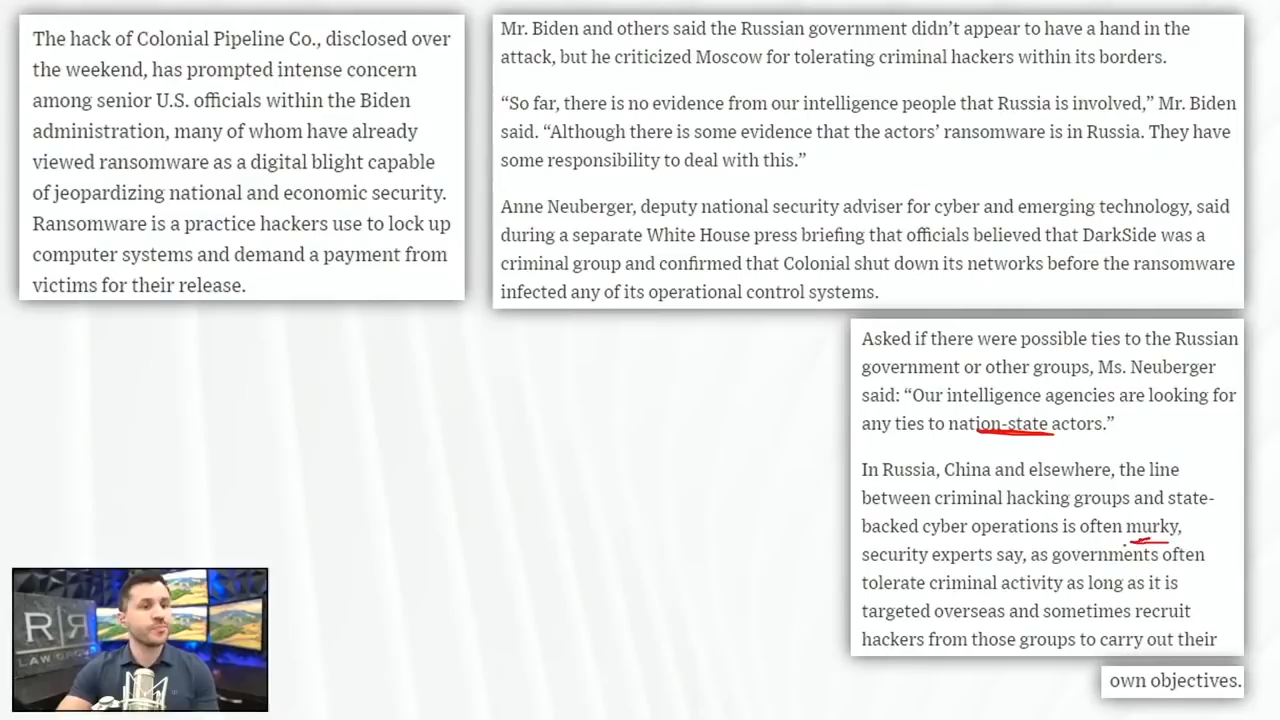 The hack of Colonial Pipeline Co., disclosed over
the weekend, has prompted intense concern
among senior U.S. officials within the Biden
administration, many of whom have already
viewed ransomware as a digital blight capable
of jeopardizing national and economic security.
Ransomware is a practice hackers use to lock up
computer systems and demand a payment from
victims for their release.
Mr. Biden and others said the Russian government didn’t appear to have a hand in the
attack, but he criticized Moscow for tolerating criminal hackers within its borders.
“So far, there is no evidence from our intelligence people that Russia is involved,” Mr. Biden
said. “Although there is some evidence that the actors’ ransomware is in Russia. They have
some responsibility to deal with this.”
Anne Neuberger, deputy national security adviser for cyber and emerging technology, said
during a separate White House press briefing that officials believed that DarkSide was a
criminal group and confirmed that Colonial shut down its networks before the ransomware
infected any of its operational control systems.
Asked if there were possible ties to the Russian
government or other groups, Ms. Neuberger
said: “Our intelligence agencies are looking for
any ties to nation-state actors.”
In Russia, China and elsewhere, the line
between criminal hacking groups and state-
backed cyber operations is often murky,
security experts say, as governments often
tolerate criminal activity as long as it is
targeted overseas and sometimes recruit
hackers from those groups to carry out their
own objectives.
R|R
LAW GROUP